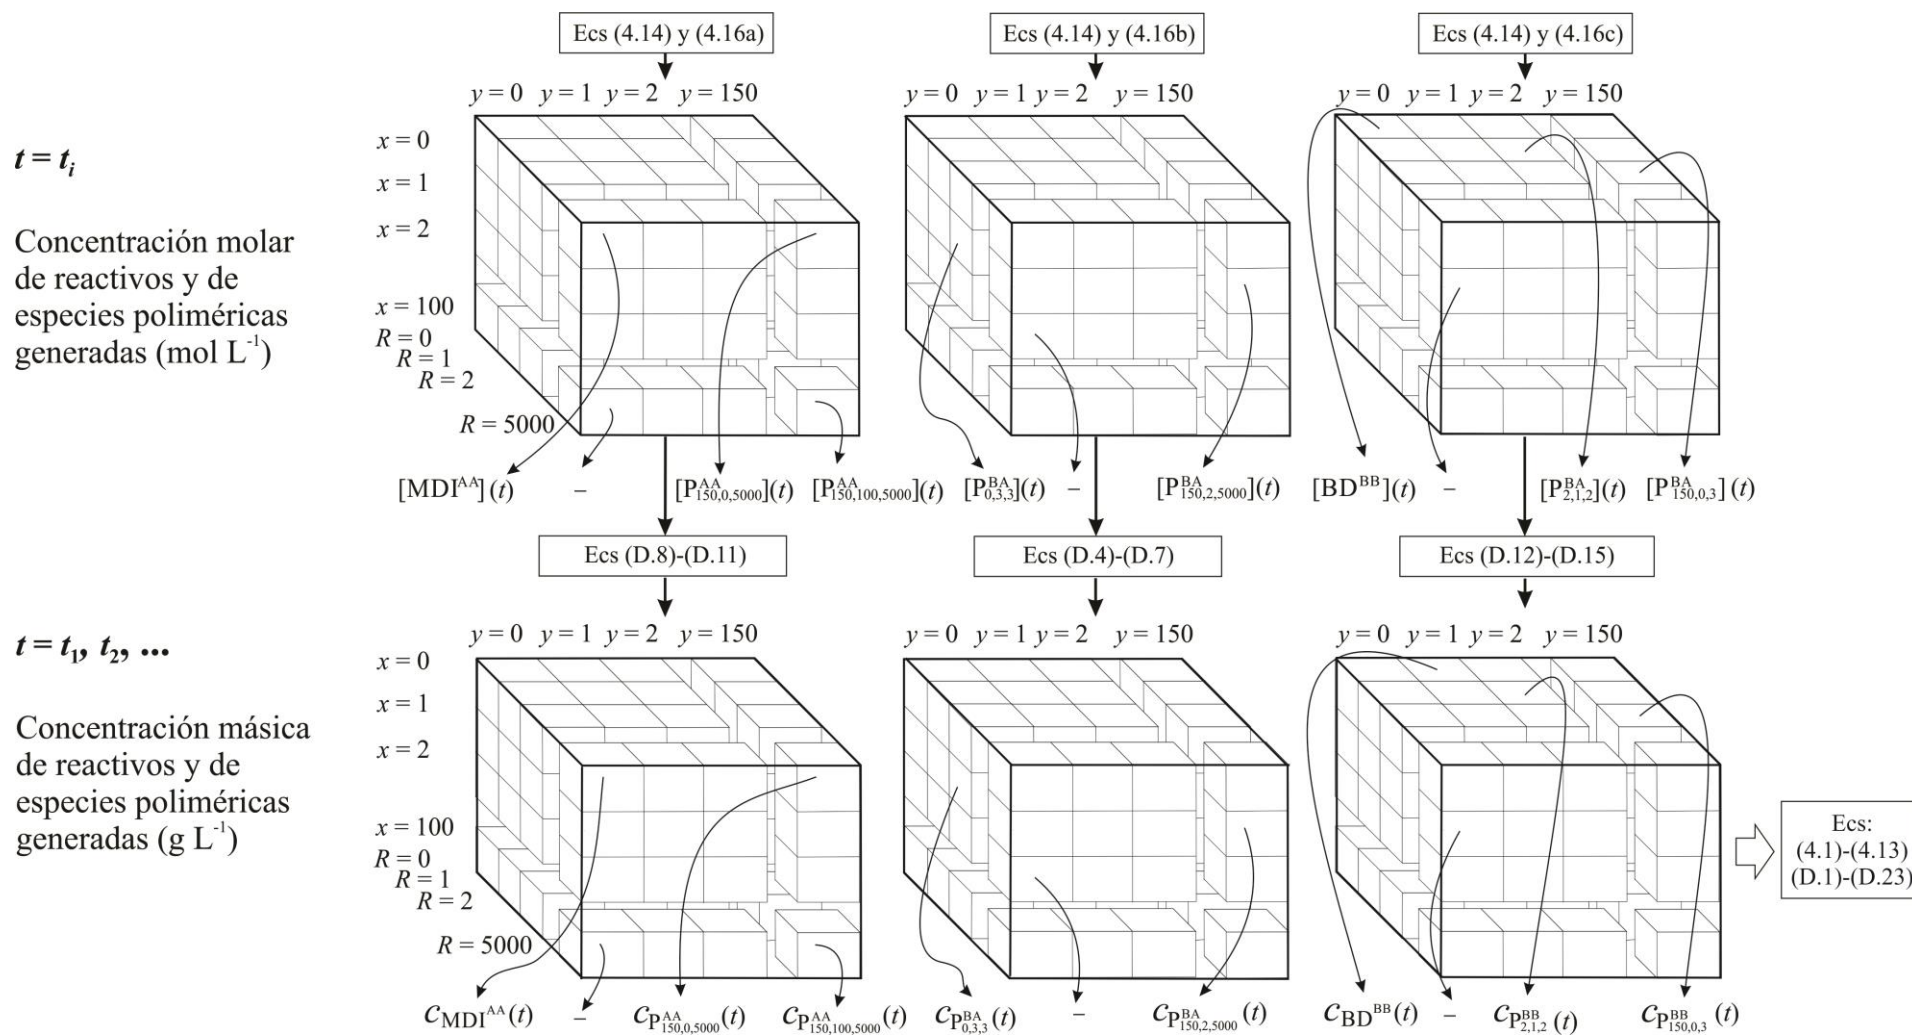 Ecs (4.14) y (4.16a)
Ecs (4.14) y (4.16b)
Ecs (4.14) y (4.16c)
y = 0 y = 1 y = 2 y = 150
y = 0 y = 1 y = 2 y = 150
y = 0 y = 1 y = 2 y = 150
t = t_i
Concentración molar
de reactivos y de
especies poliméricas
generadas (mol L^-1)
x = 0
x = 1
x = 2
x = 100
R = 0
R = 1
R = 2
R = 5000
[MDI^AA](t) – [P^AA_150,0,5000](t) [P^AA_150,100,5000](t)
[P^BA_0,3,3](t) – [P^BA_150,2,5000](t)
[BD^BB](t) – [P^BA_2,1,2](t) [P^BA_150,0,3](t)
Ecs (D.8)-(D.11)
Ecs (D.4)-(D.7)
Ecs (D.12)-(D.15)
y = 0 y = 1 y = 2 y = 150
y = 0 y = 1 y = 2 y = 150
y = 0 y = 1 y = 2 y = 150
t = t_1, t_2, ...
Concentración másica
de reactivos y de
especies poliméricas
generadas (g L^-1)
x = 0
x = 1
x = 2
x = 100
R = 0
R = 1
R = 2
R = 5000
c_MDI^AA(t) – c_P^AA_150,0,5000(t) c_P^AA_150,100,5000(t)
c_P^BA_0,3,3(t) – c_P^BA_150,2,5000(t)
c_BD^BB(t) – c_P^BB_2,1,2(t) c_P^BB_150,0,3(t)
Ecs:
(4.1)-(4.13)
(D.1)-(D.23)